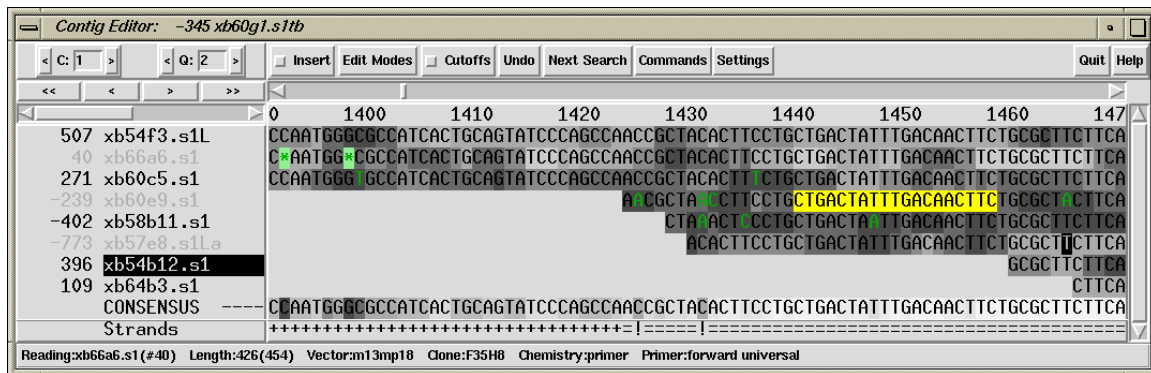 Contig Editor: -345 xb60g1.s1tb
< C: 1 > < Q: 2 > Insert Edit Modes Cutoffs Undo Next Search Commands Settings Quit Help
<< < > >>
0 1400 1410 1420 1430 1440 1450 1460 147
507 xb54f3.s1L CCAATGGGCGCCATCACTGCAGTATCCCAGCCAACCGCTACACTTCCTGCTGACTATTTGACAACTTCTGCGCTTCTTCA
40 xb66a6.s1 C*AATGG*CGCCATCACTGCAGTATCCCAGCCAACCGCTACACTTCCTGCTGACTATTTGACAACTTCTGCGCTTCTTCA
271 xb60c5.s1 CCAATGGGTGCCATCACTGCAGTATCCCAGCCAACCGCTACACTTTCTGCTGACTATTTGACAACTTCTGCGCTTCTTCA
-239 xb60e9.s1 AACGCTAACCTTCCTGCTGACTATTTGACAACTTCTGCGCTACTTCA
-402 xb58b11.s1 CTAAACTCCCTGCTGACTAATTGACAACTTCTGCGCTTCTTCA
-773 xb57e8.s1La ACACTTCCTGCTGACTATTTGACAACTTCTGCGCTTCTTCA
396 xb54b12.s1 GCGCTTCTTCA
109 xb64b3.s1 CTTCA
CONSENSUS ---- CCAATGGGCGCCATCACTGCAGTATCCCAGCCAACCGCTACACTTCCTGCTGACTATTTGACAACTTCTGCGCTTCTTCA
Strands +++++++++++++++++++++++++++++++++=!=====!=======================================
Reading:xb66a6.s1(#40) Length:426(454) Vector:m13mp18 Clone:F35H8 Chemistry:primer Primer:forward universal